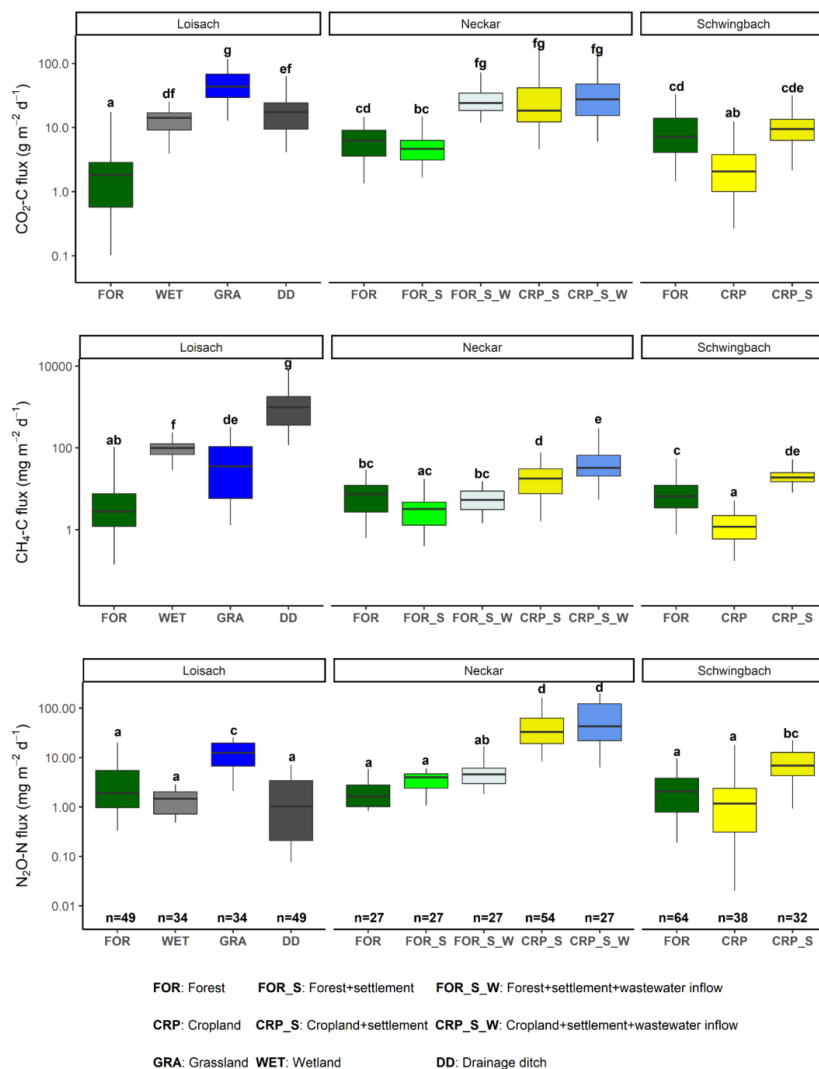 Loisach Neckar Schwingbach
CO₂-C flux (g m⁻² d⁻¹)
100.0
10.0
1.0
0.1
a df g ef
cd bc fg fg fg
cd ab cde
FOR WET GRA DD FOR FOR_S FOR_S_W CRP_S CRP_S_W FOR CRP CRP_S
Loisach Neckar Schwingbach
CH₄-C flux (mg m⁻² d⁻¹)
10000
100
1
ab f de g
bc ac bc d e
c a de
FOR WET GRA DD FOR FOR_S FOR_S_W CRP_S CRP_S_W FOR CRP CRP_S
Loisach Neckar Schwingbach
N₂O-N flux (mg m⁻² d⁻¹)
100.00
10.00
1.00
0.10
0.01
a a c a
a a ab d d
a a bc
n=49 n=34 n=34 n=49 n=27 n=27 n=27 n=54 n=27 n=64 n=38 n=32
FOR WET GRA DD FOR FOR_S FOR_S_W CRP_S CRP_S_W FOR CRP CRP_S
FOR: Forest FOR_S: Forest+settlement FOR_S_W: Forest+settlement+wastewater inflow
CRP: Cropland CRP_S: Cropland+settlement CRP_S_W: Cropland+settlement+wastewater inflow
GRA: Grassland WET: Wetland DD: Drainage ditch